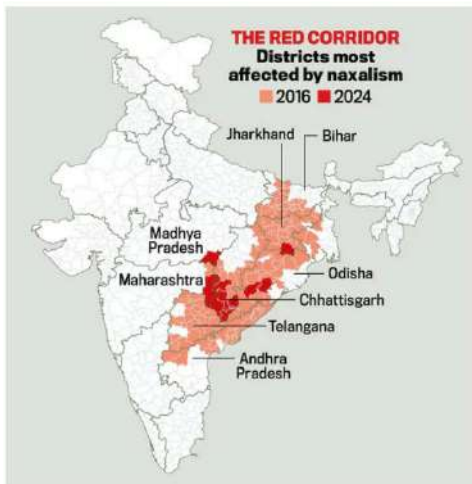 THE RED CORRIDOR
Districts most
affected by naxalism
2016 2024
Jharkhand
Bihar
Madhya
Pradesh
Maharashtra
Odisha
Chhattisgarh
Telangana
Andhra
Pradesh